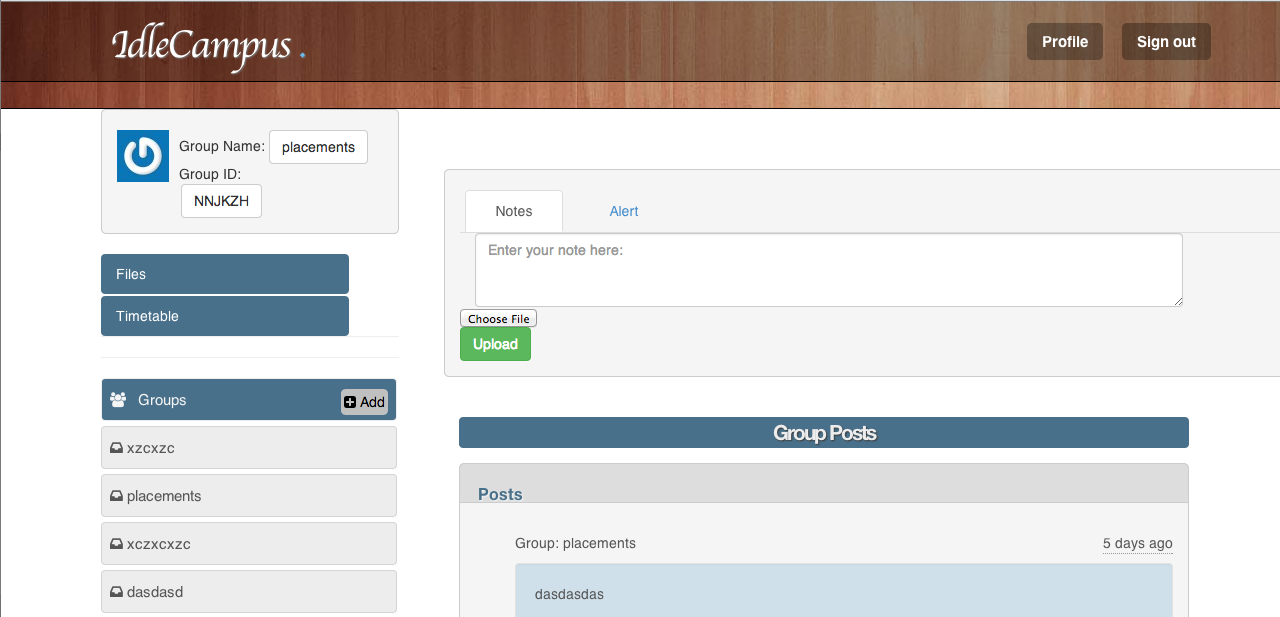 IdleCampus .
Profile
Sign out
Group Name: placements
Group ID:
NNJKZH
Files
Timetable
Groups
Add
xzcxzc
placements
xczxcxzc
dasdasd
Notes
Alert
Enter your note here:
Choose File
Upload
Group Posts
Posts
Group: placements
5 days ago
dasdasdas